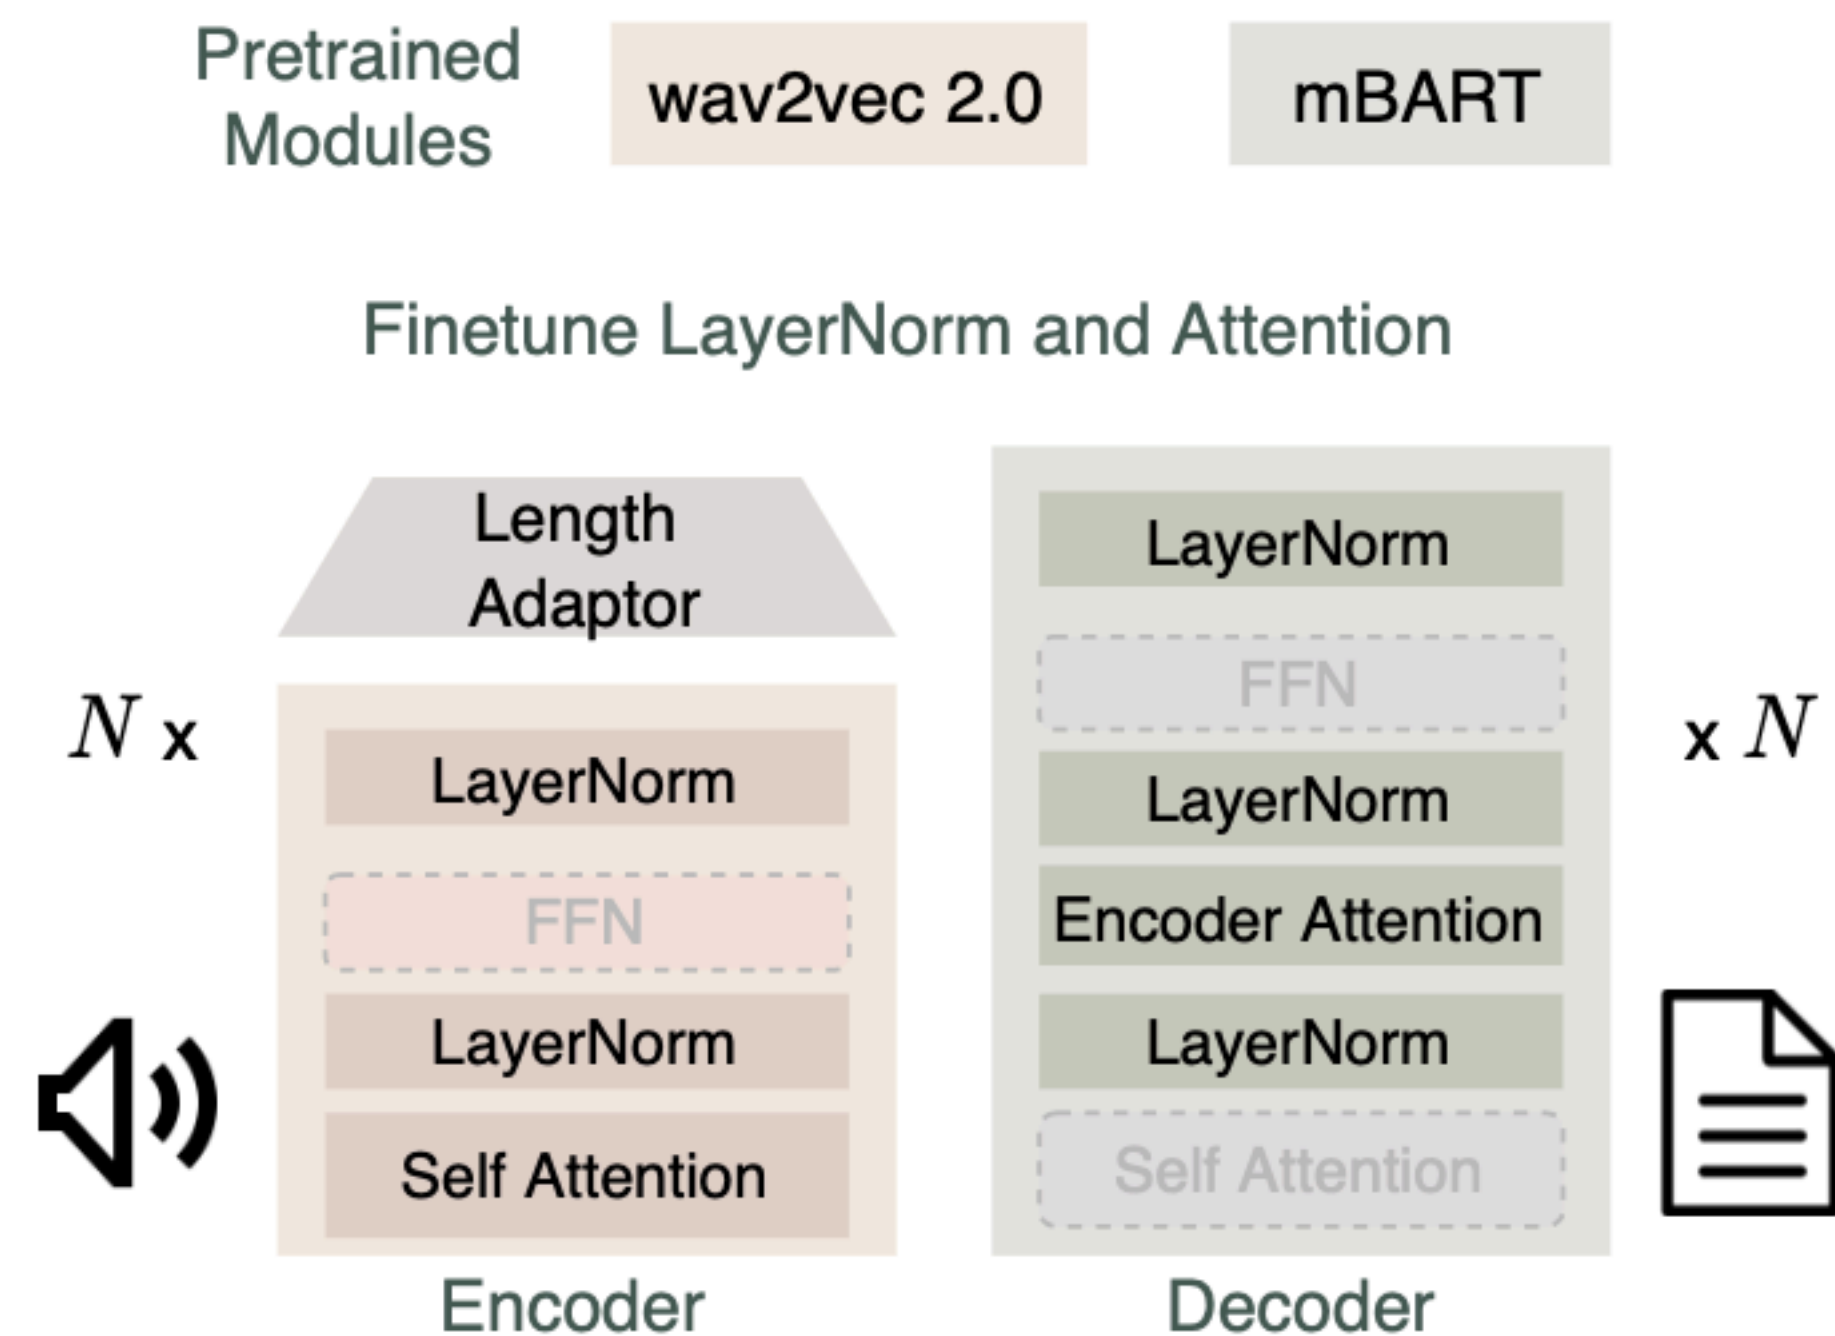 Pretrained
Modules
wav2vec 2.0
mBART
Finetune LayerNorm and Attention
Length
Adaptor
N x
LayerNorm
FFN
LayerNorm
Self Attention
Encoder
LayerNorm
FFN
LayerNorm
Encoder Attention
LayerNorm
Self Attention
x N
Decoder